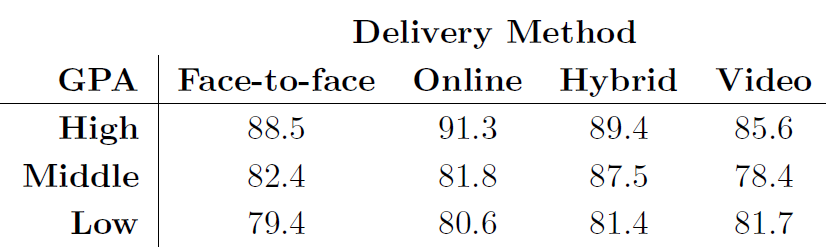 Delivery Method
GPA Face-to-face Online Hybrid Video
High 88.5 91.3 89.4 85.6
Middle 82.4 81.8 87.5 78.4
Low 79.4 80.6 81.4 81.7